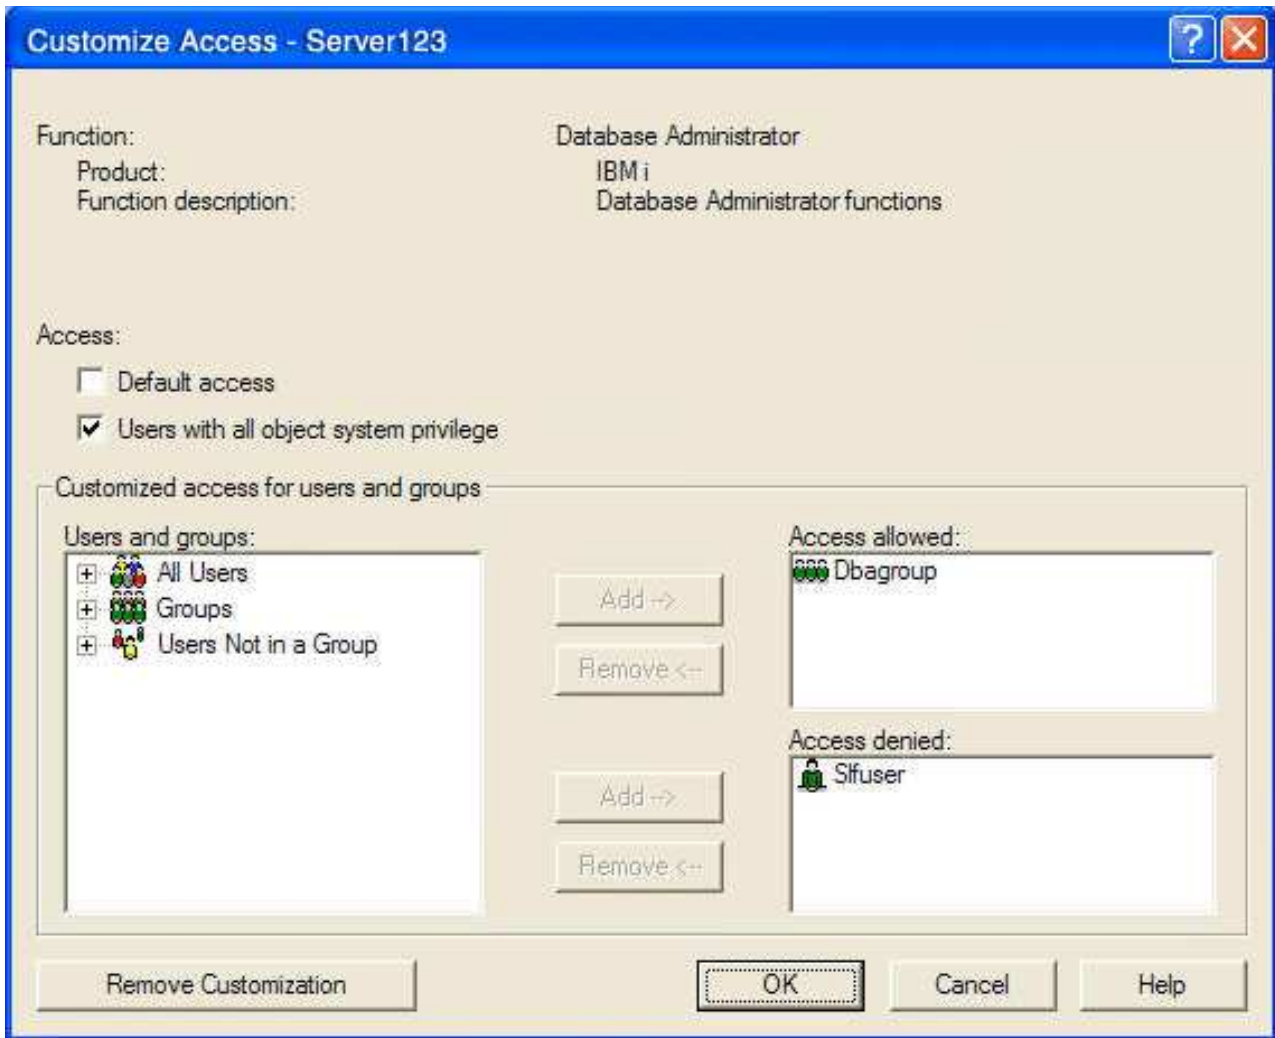 Customize Access - Server123
Function: Database Administrator
Product: IBM i
Function description: Database Administrator functions
Access:
Default access
Users with all object system privilege
Customized access for users and groups
Users and groups:
All Users
Groups
Users Not in a Group
Add -->
Remove <--
Access allowed:
Dbagroup
Add -->
Remove <--
Access denied:
Slfuser
Remove Customization
OK
Cancel
Help